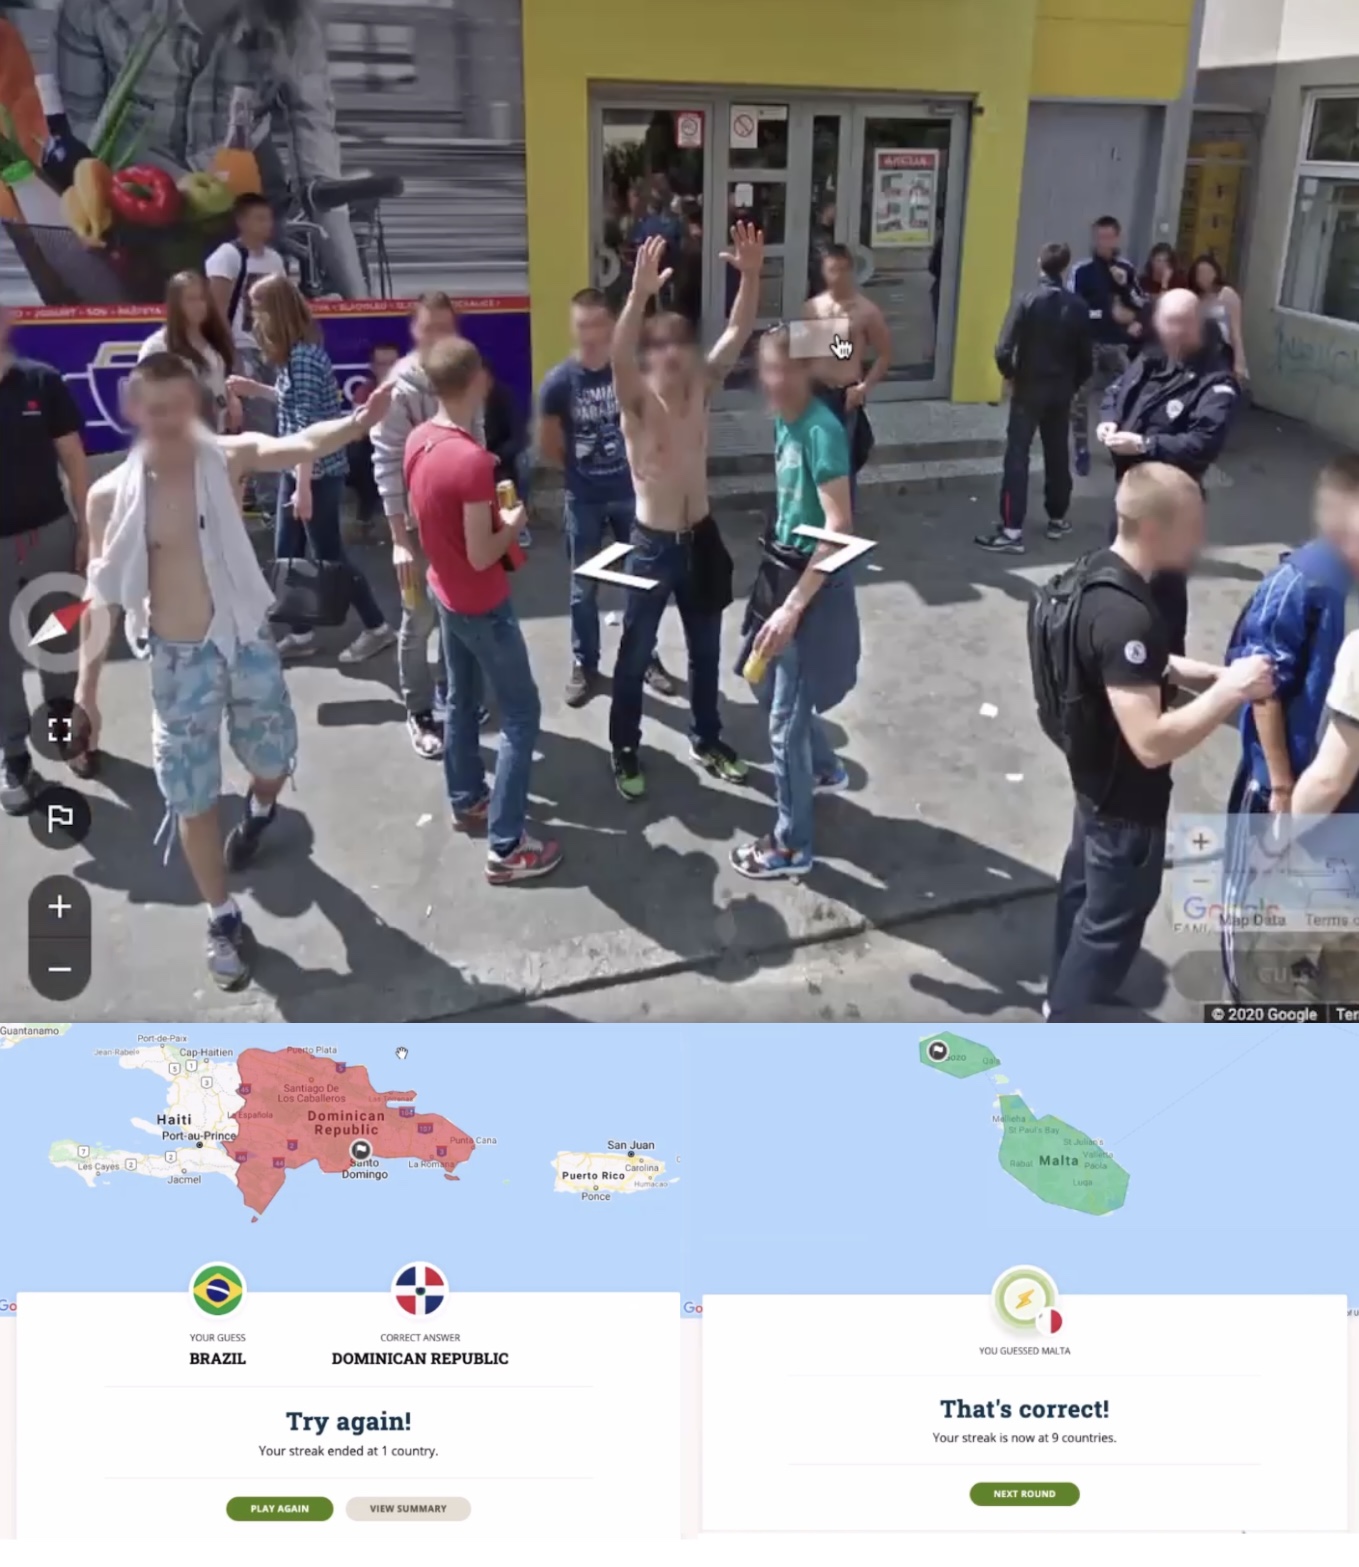 © 2020 Google
Map Data
Terms
Google
Guantanamo
Port-de-Paix
Jean-Rabel
Cap-Haitien
Puerto Plata
Santiago De
Los Caballeros
La Española
Haiti
Port-au-Prince
Dominican
Republic
Punta Cana
Les Cayes
Jacmel
Santo
Domingo
La Romana
San Juan
Carolina
Puerto Rico
Humacao
Ponce
YOUR GUESS
CORRECT ANSWER
BRAZIL
DOMINICAN REPUBLIC
Try again!
Your streak ended at 1 country.
PLAY AGAIN
VIEW SUMMARY
Mellieha
St Paul's Bay
St Julian's
Valletta
Rabat
Malta
Paola
Luqa
YOU GUESSED MALTA
That's correct!
Your streak is now at 9 countries.
NEXT ROUND